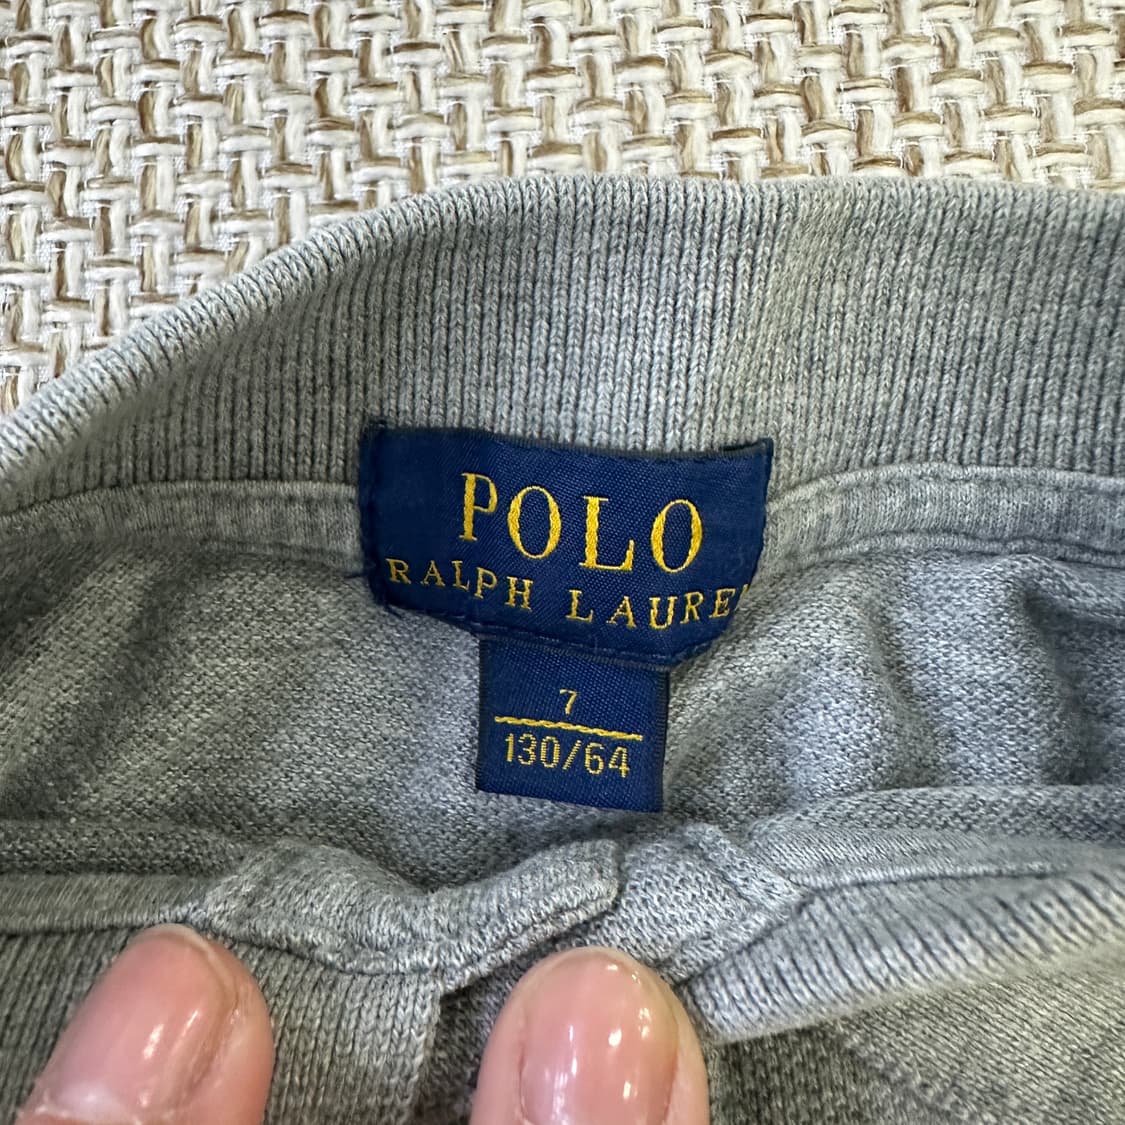 POLO
RALPH LAURE
7
130/64